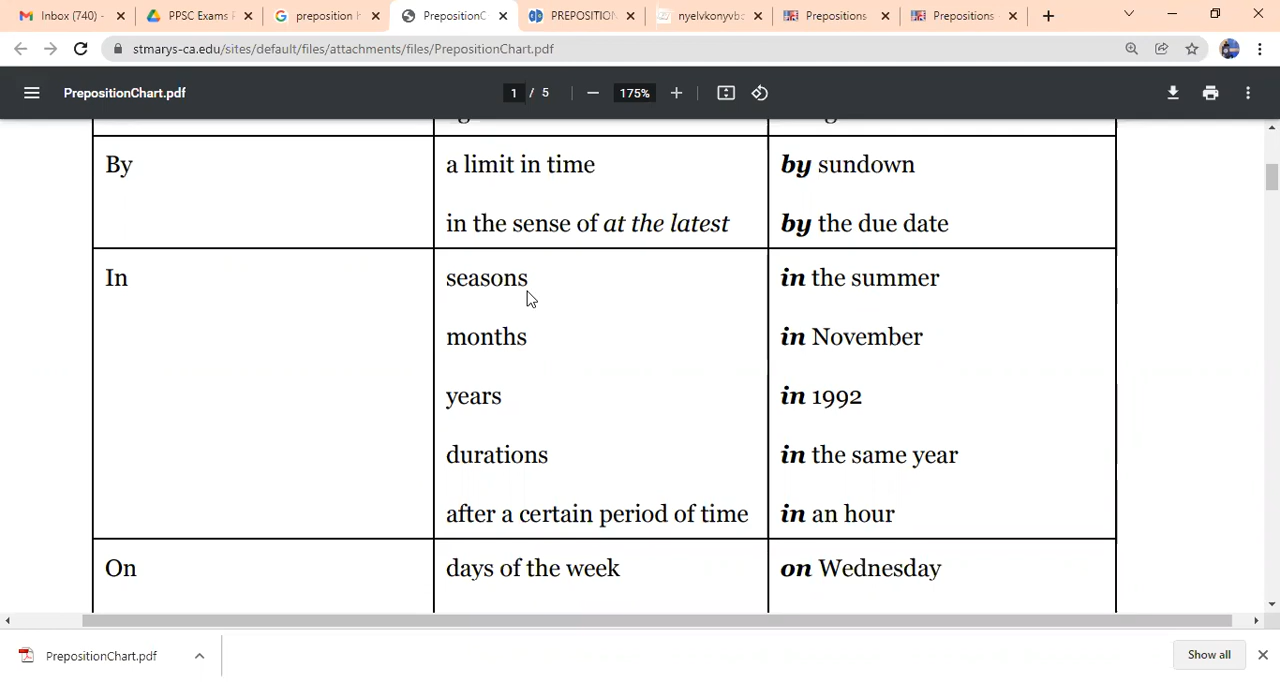 Inbox (740) -
PPSC Exams
preposition
PrepositionC
PREPOSITION
nyelvkonyvb
Prepositions
Prepositions
stmarys-ca.edu/sites/default/files/attachments/files/PrepositionChart.pdf
PrepositionChart.pdf
1 / 5
175%
By
a limit in time
by sundown
in the sense of at the latest
by the due date
In
seasons
in the summer
months
in November
years
in 1992
durations
in the same year
after a certain period of time
in an hour
On
days of the week
on Wednesday
PrepositionChart.pdf
Show all